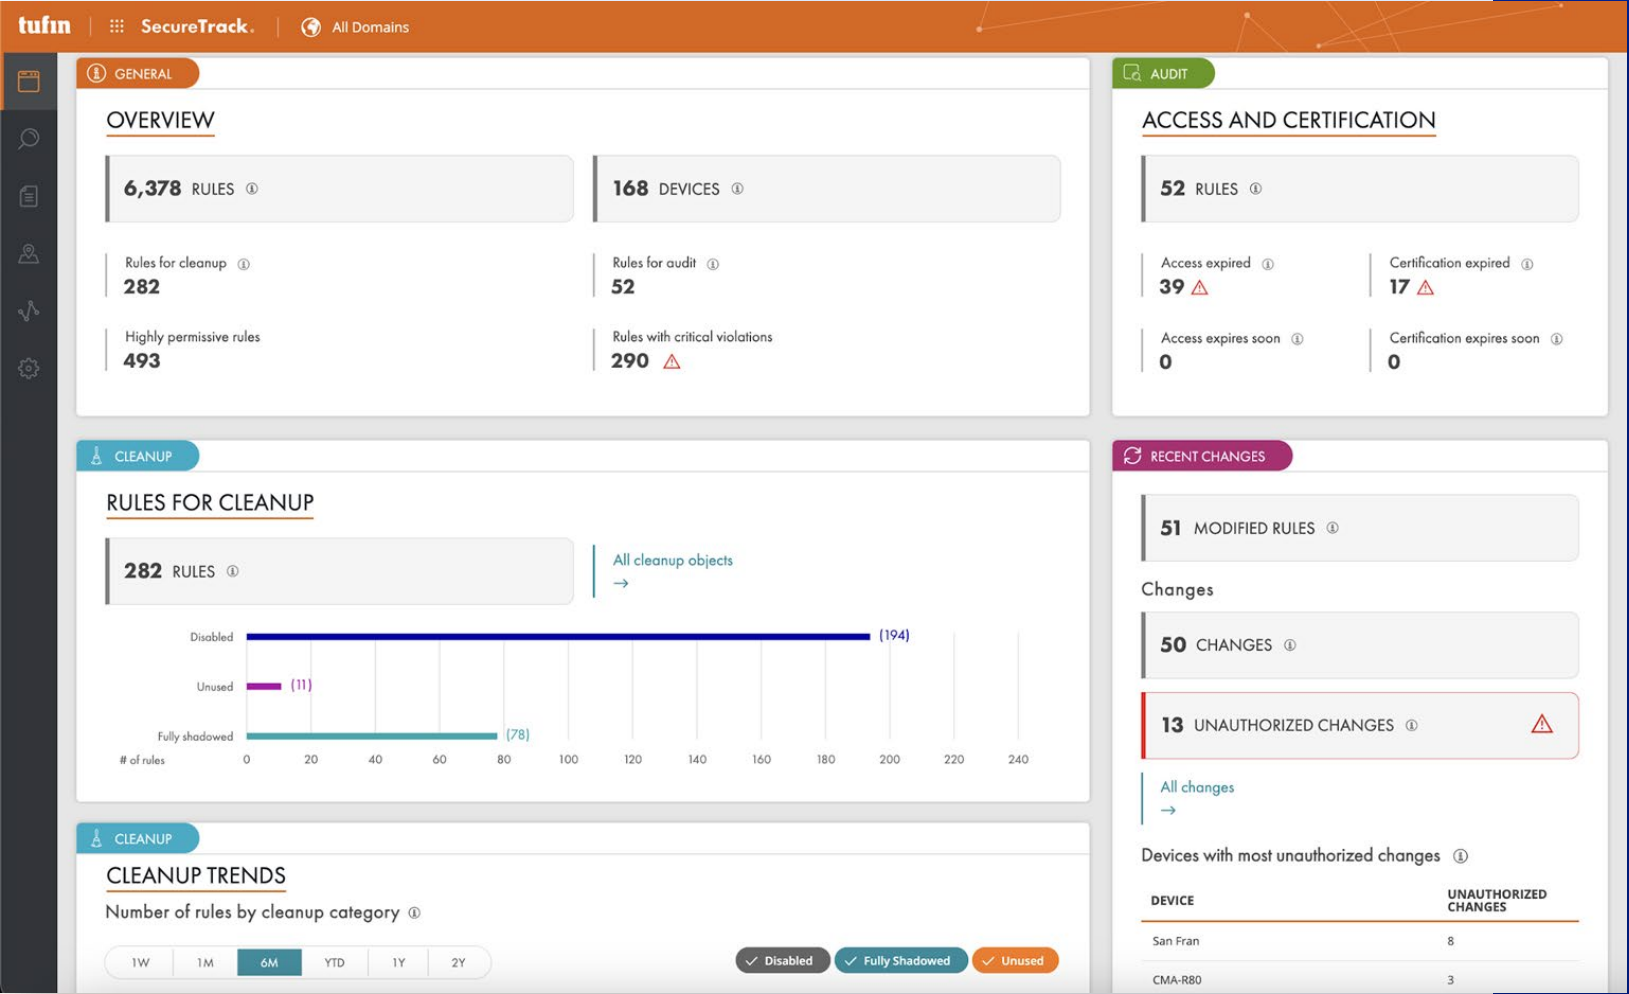 tufin
SecureTrack.
All Domains
GENERAL
OVERVIEW
6,378 RULES
168 DEVICES
Rules for cleanup
282
Rules for audit
52
Highly permissive rules
493
Rules with critical violations
290
AUDIT
ACCESS AND CERTIFICATION
52 RULES
Access expired
39
Certification expired
17
Access expires soon
0
Certification expires soon
0
CLEANUP
RULES FOR CLEANUP
282 RULES
All cleanup objects
→
Disabled (194)
Unused (11)
Fully shadowed (78)
# of rules 0 20 40 60 80 100 120 140 160 180 200 220 240
RECENT CHANGES
51 MODIFIED RULES
Changes
50 CHANGES
13 UNAUTHORIZED CHANGES
All changes
→
Devices with most unauthorized changes
DEVICE UNAUTHORIZED
CHANGES
San Fran 8
CMA-R80 3
CLEANUP
CLEANUP TRENDS
Number of rules by cleanup category
1W 1M 6M YTD 1Y 2Y
Disabled Fully Shadowed Unused